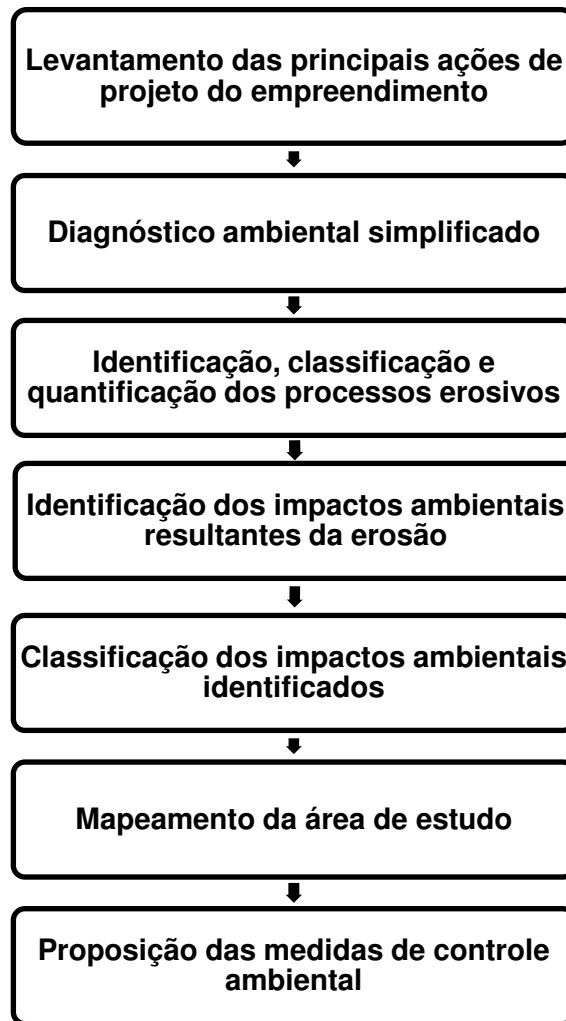 Levantamento das principais ações de
projeto do empreendimento
Diagnóstico ambiental simplificado
Identificação, classificação e
quantificação dos processos erosivos
Identificação dos impactos ambientais
resultantes da erosão
Classificação dos impactos ambientais
identificados
Mapeamento da área de estudo
Proposição das medidas de controle
ambiental